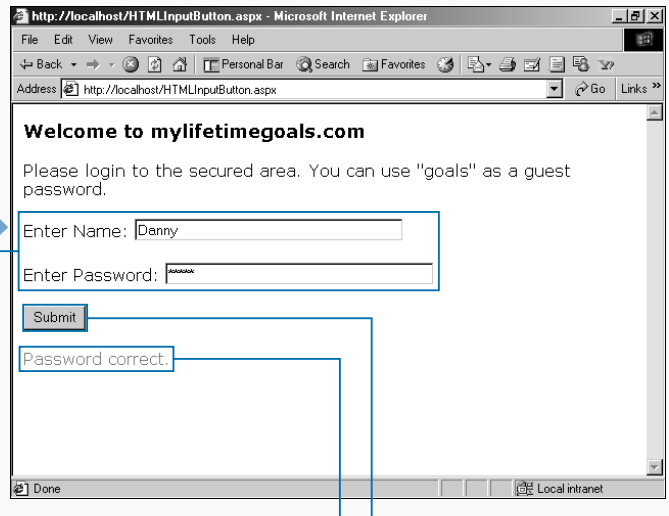 http://localhost/HTMLInputButton.aspx - Microsoft Internet Explorer
File Edit View Favorites Tools Help
Back Personal Bar Search Favorites
Address http://localhost/HTMLInputButton.aspx Go Links »
Welcome to mylifetimegoals.com
Please login to the secured area. You can use "goals" as a guest
password.
Enter Name: Danny
Enter Password: *****
Submit
Password correct.
Done Local intranet